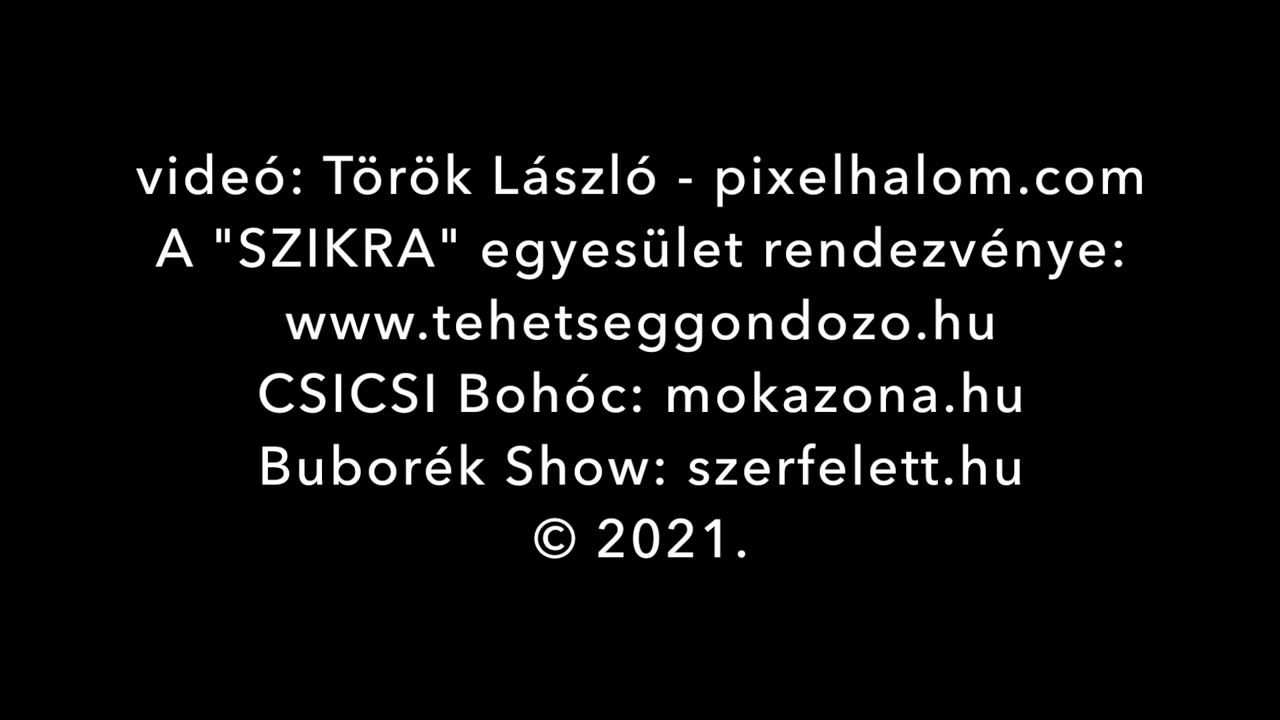 videó: Török László - pixelhalom.com
A "SZIKRA" egyesület rendezvénye:
www.tehetseggondozo.hu
CSICSI Bohóc: mokazona.hu
Buborék Show: szerfelett.hu
© 2021.